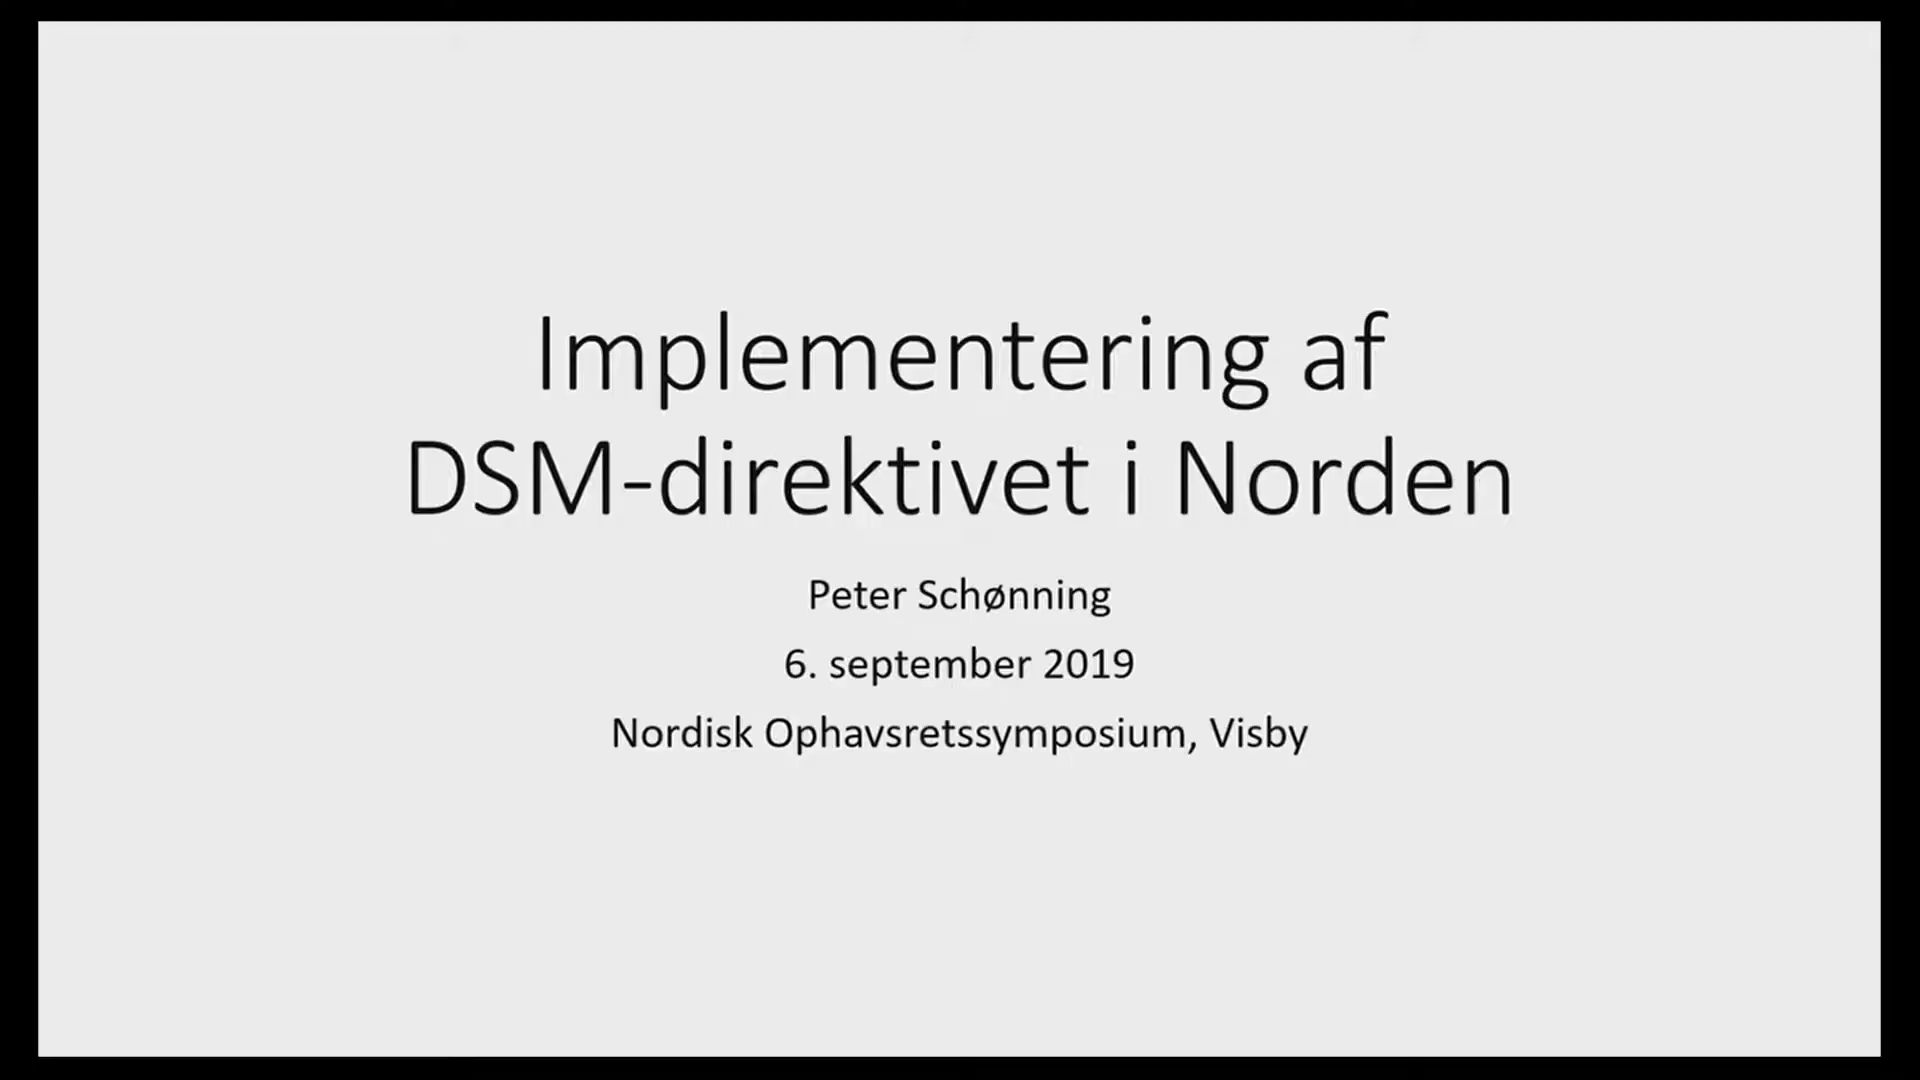 Implementering af
DSM-direktivet i Norden
Peter Schønning
6. september 2019
Nordisk Ophavsretssymposium, Visby